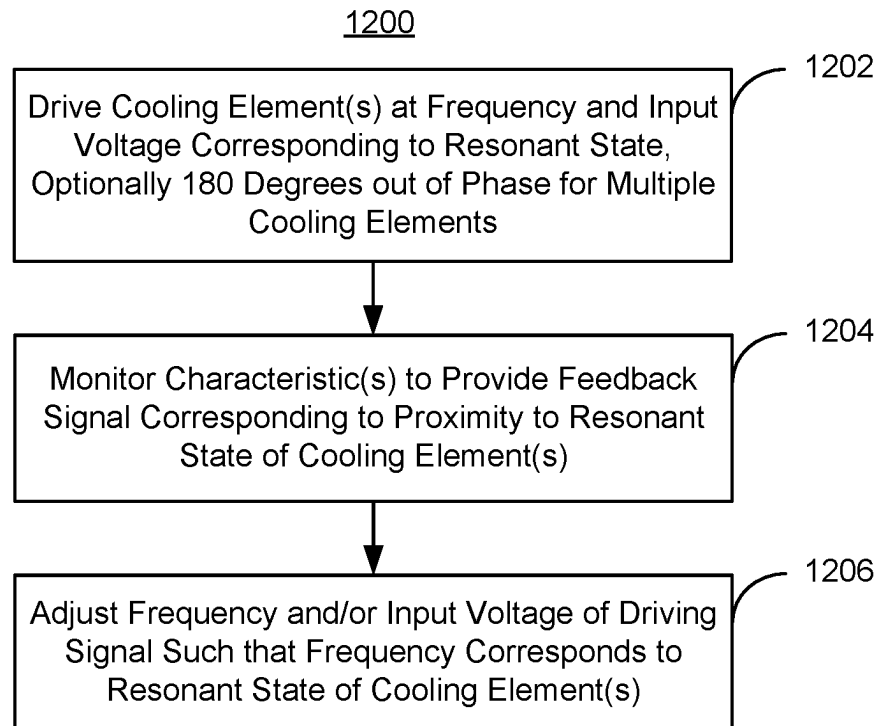 1200
1202
Drive Cooling Element(s) at Frequency and Input
Voltage Corresponding to Resonant State,
Optionally 180 Degrees out of Phase for Multiple
Cooling Elements
1204
Monitor Characteristic(s) to Provide Feedback
Signal Corresponding to Proximity to Resonant
State of Cooling Element(s)
1206
Adjust Frequency and/or Input Voltage of Driving
Signal Such that Frequency Corresponds to
Resonant State of Cooling Element(s)